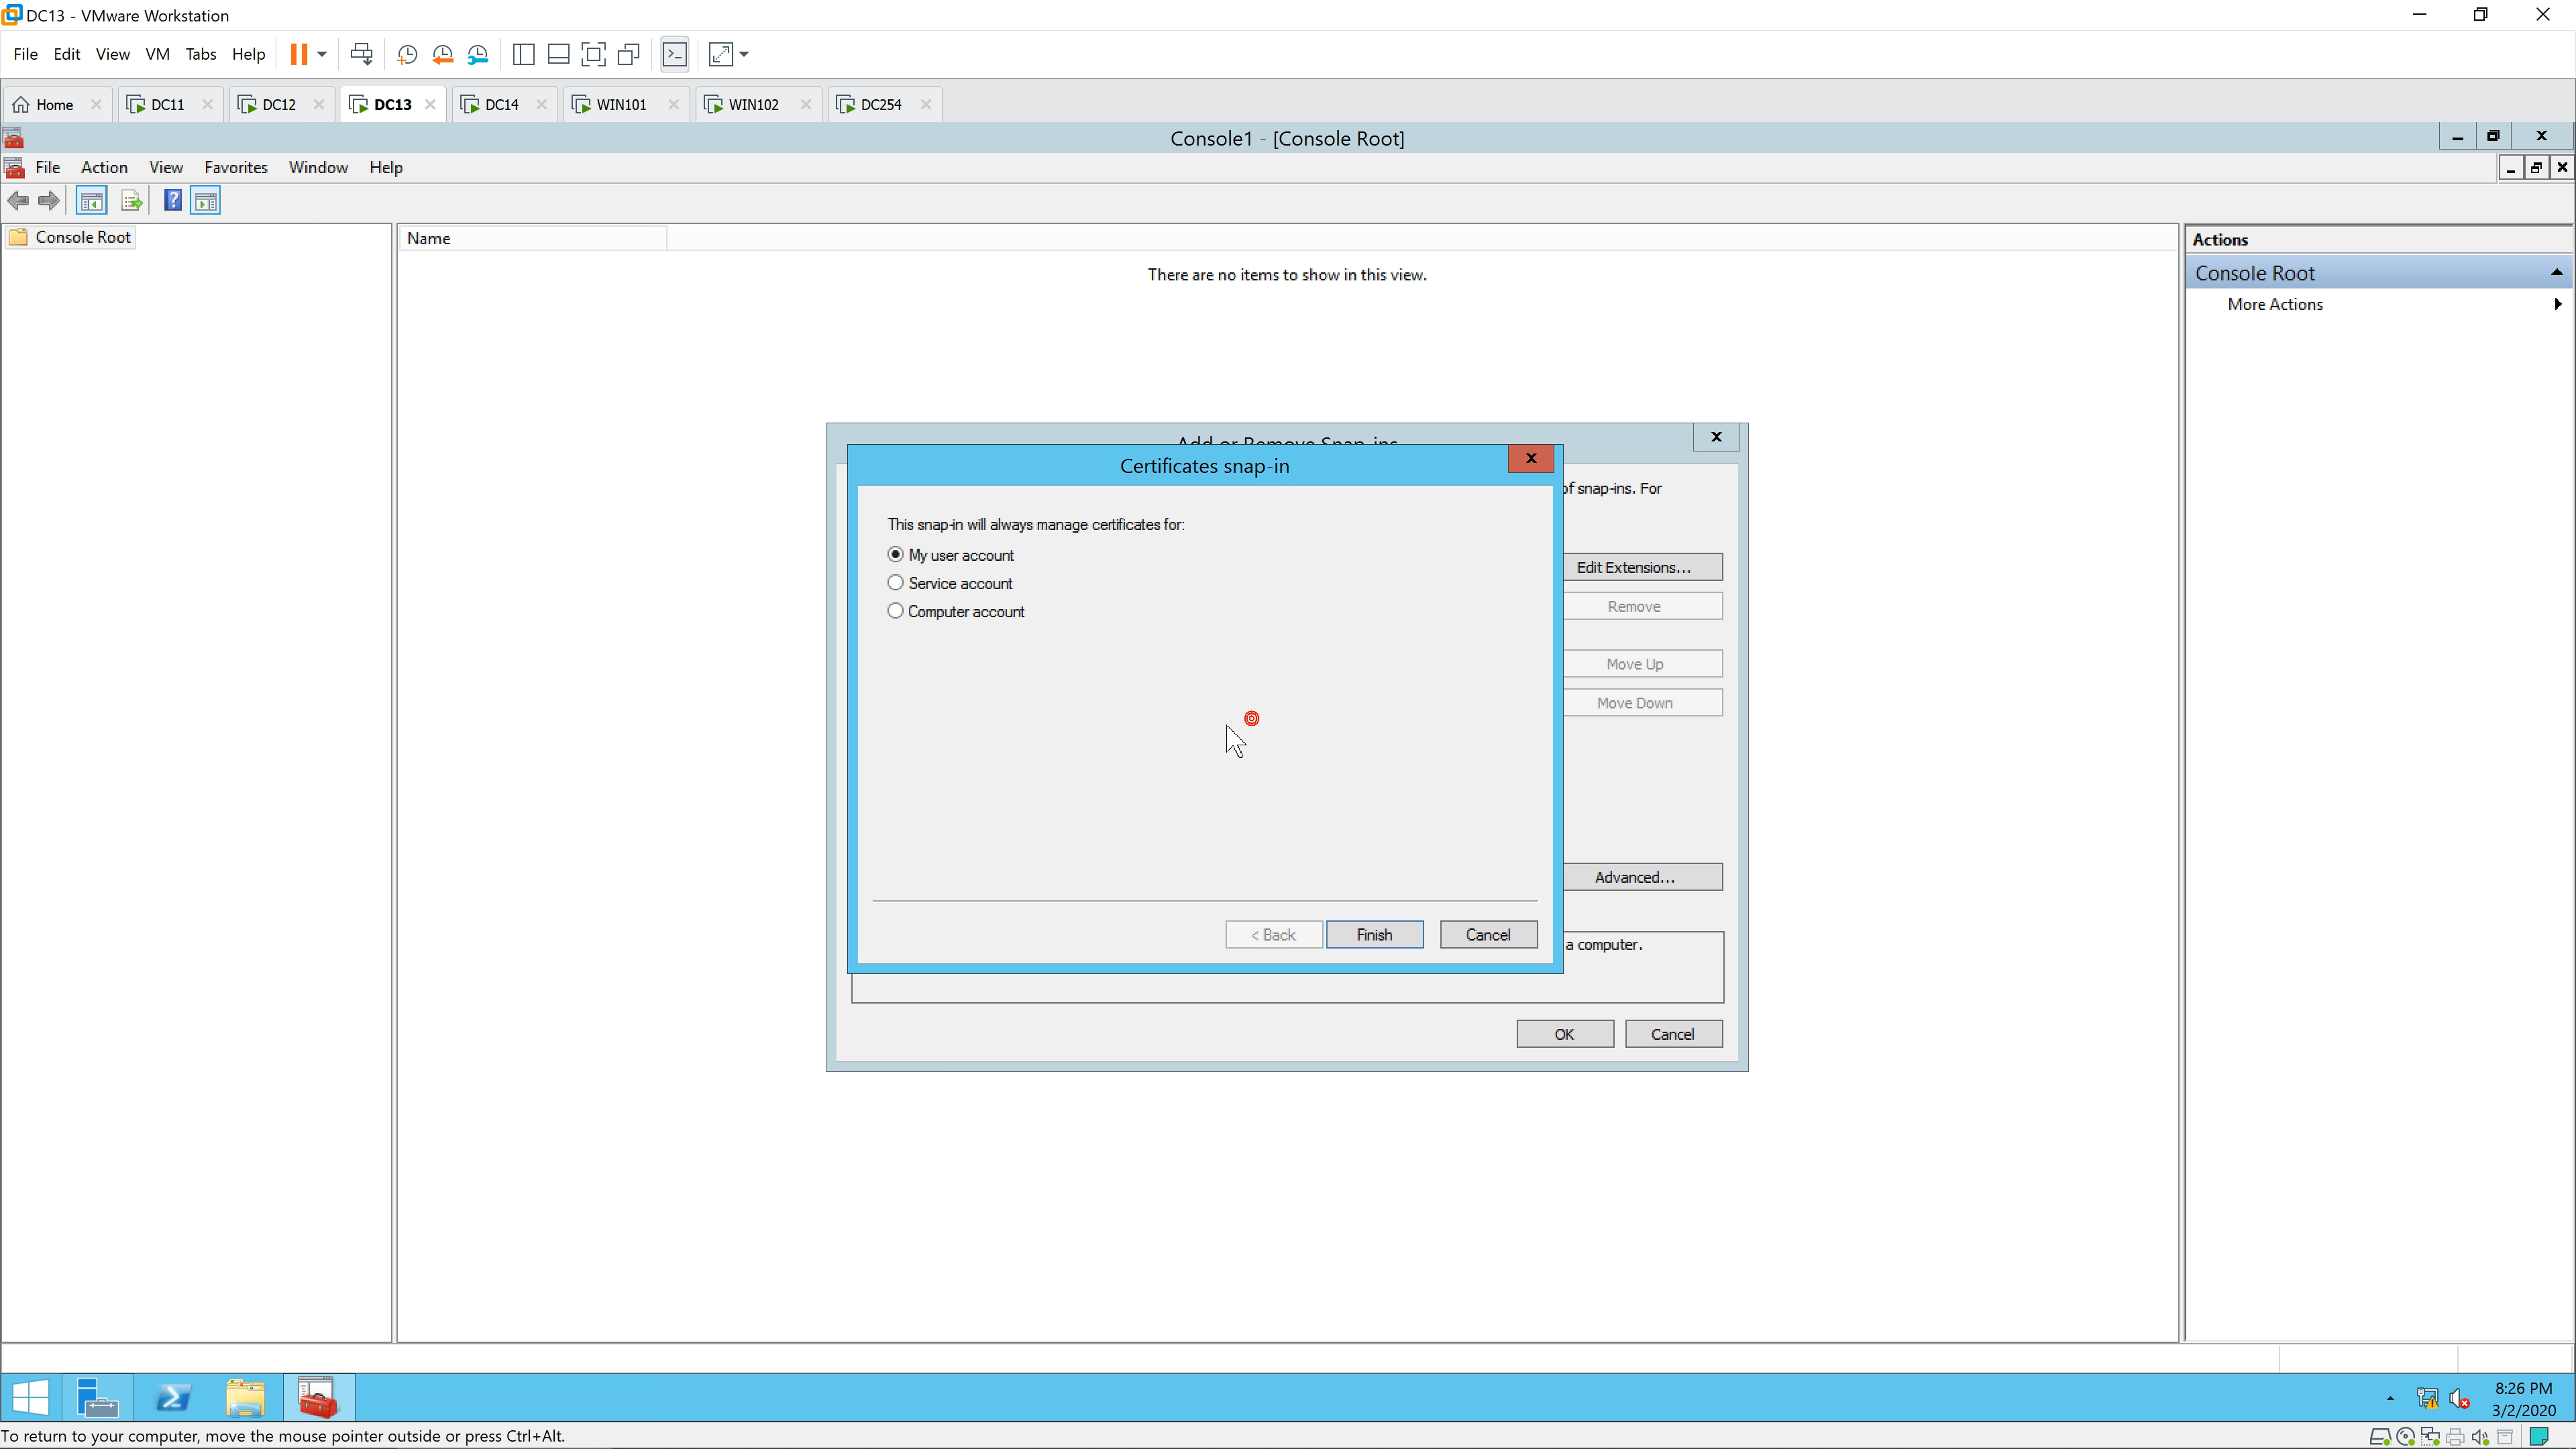 DC13 - VMware Workstation
File Edit View VM Tabs Help
Home DC11 DC12 DC13 DC14 WIN101 WIN102 DC254
Console1 - [Console Root]
File Action View Favorites Window Help
Console Root
Name
There are no items to show in this view.
Actions
Console Root
More Actions
Add or Remove Snap-ins
Certificates snap-in
of snap-ins. For
This snap-in will always manage certificates for:
My user account
Service account
Computer account
Edit Extensions...
Remove
Move Up
Move Down
Advanced...
< Back Finish Cancel
a computer.
OK Cancel
8:26 PM
3/2/2020
To return to your computer, move the mouse pointer outside or press Ctrl+Alt.